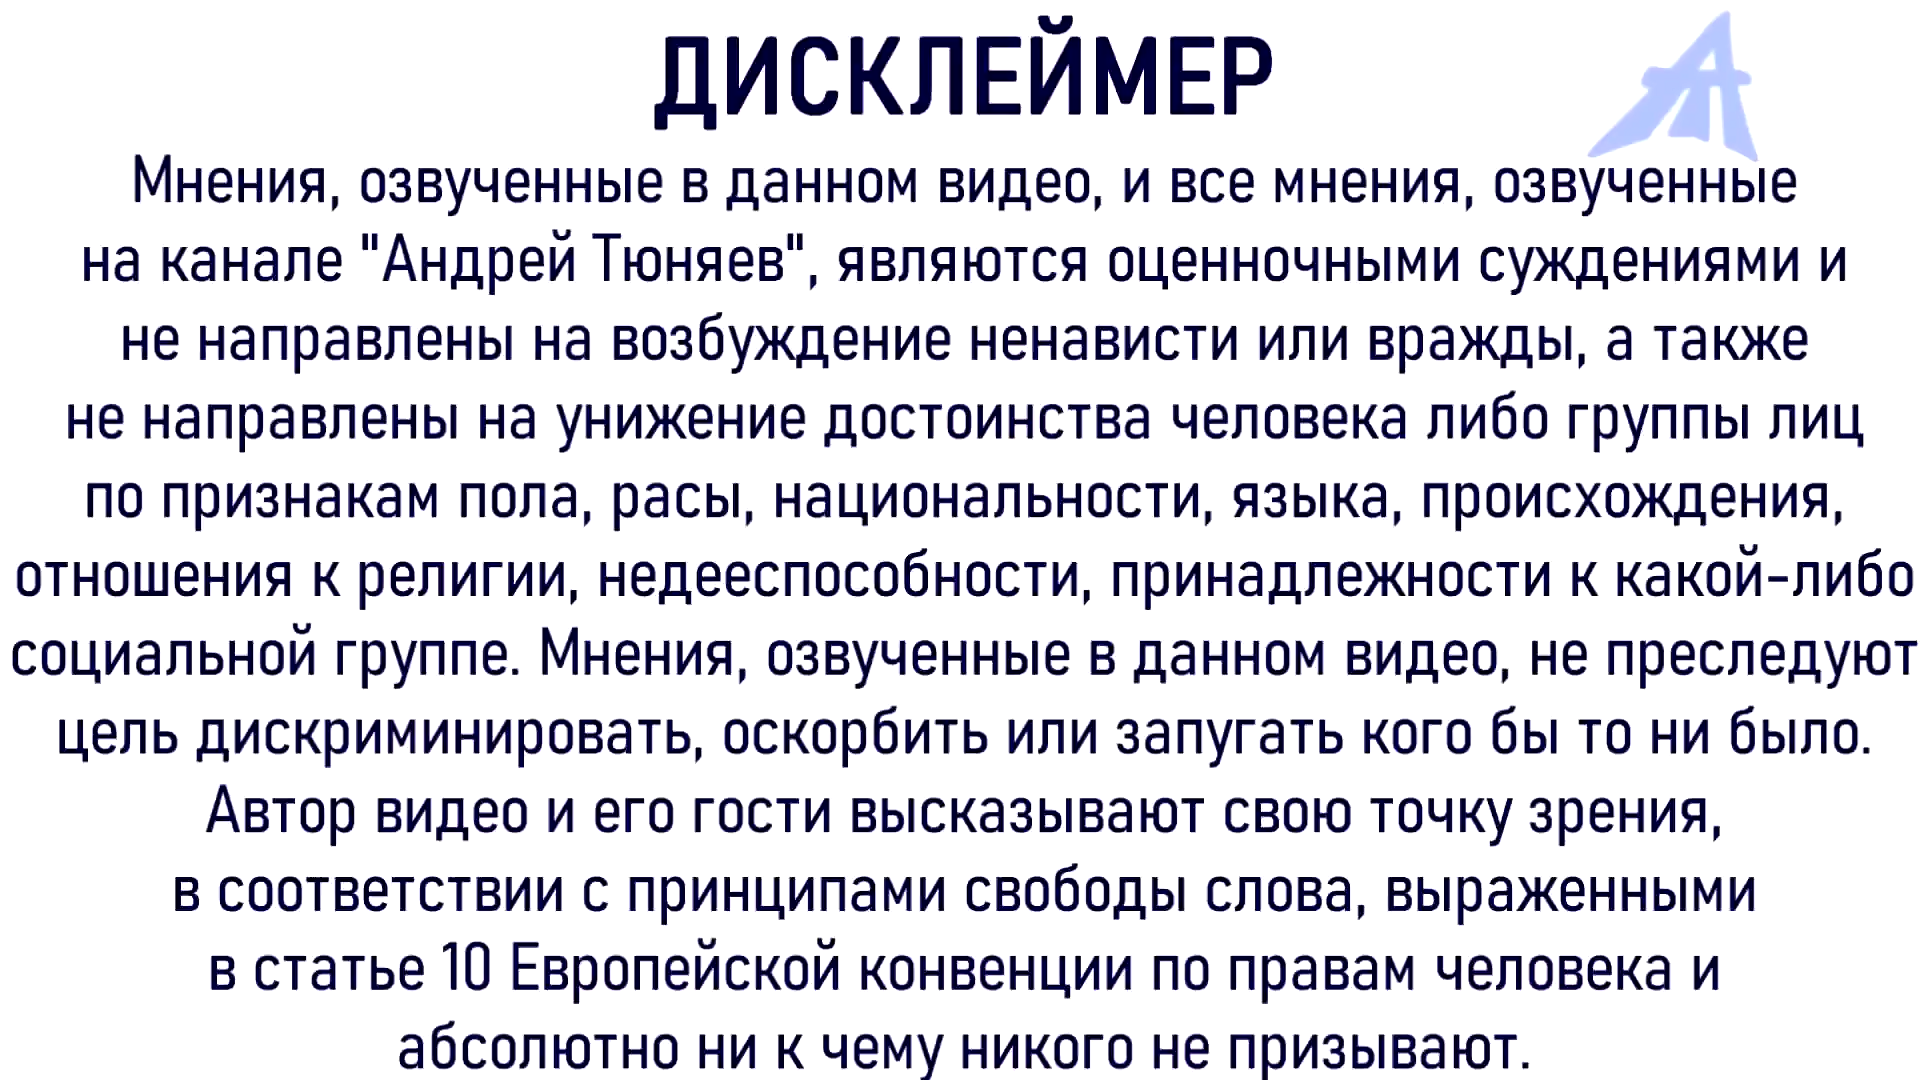 ДИСКЛЕЙМЕР
Мнения, озвученные в данном видео, и все мнения, озвученные
на канале "Андрей Тюняев", являются оценночными суждениями и
не направлены на возбуждение ненависти или вражды, а также
не направлены на унижение достоинства человека либо группы лиц
по признакам пола, расы, национальности, языка, происхождения,
отношения к религии, недееспособности, принадлежности к какой-либо
социальной группе. Мнения, озвученные в данном видео, не преследуют
цель дискриминировать, оскорбить или запугать кого бы то ни было.
Автор видео и его гости высказывают свою точку зрения,
в соответствии с принципами свободы слова, выраженными
в статье 10 Европейской конвенции по правам человека и
абсолютно ни к чему никого не призывают.